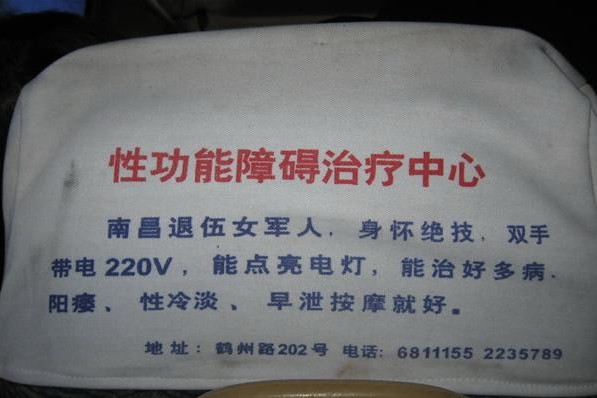 性功能障碍治疗中心
南昌退伍女军人，身怀绝技，双手
带电220V，能点亮电灯，能治好多病、
阳痿、性冷淡、早泄按摩就好。
地址：鹤州路202号 电话：6811155 2235789